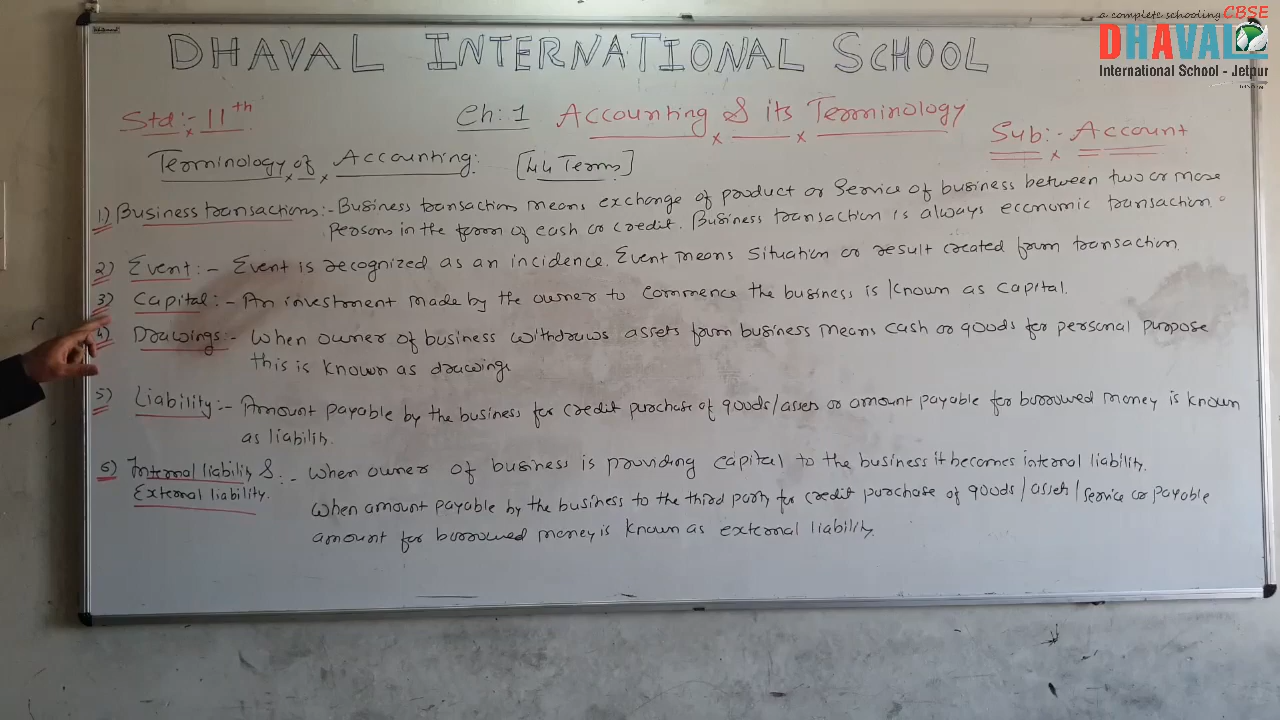 a complete schooling CBSE
DHAVAL
International School - Jetpur
DHAVAL INTERNATIONAL SCHOOL
Std:- 11th
Ch: 1 Accounting & its Terminology
Sub:- Account
Terminology of Accounting: [44 Terms]
1) Business transactions:- Business transaction means exchange of product or service of business between two or more
persons in the form of cash or credit. Business transaction is always economic transaction.
2) Event:- Event is recognized as an incidence. Event means situation or result created from transaction
3) Capital:- An investment made by the owner to commence the business is known as capital.
4) Drawings:- When owner of business withdraws assets form business means cash or goods for personal purpose
this is known as drawings
5) Liability:- Amount payable by the business for credit purchase of goods/assets or amount payable for borrowed money is known
as liability.
6) Internal liability &:- When owner of business is providing capital to the business it becomes internal liability.
External liability.
When amount payable by the business to the third party for credit purchase of goods/asset/service or payable
amount for borrowed money is known as external liability.